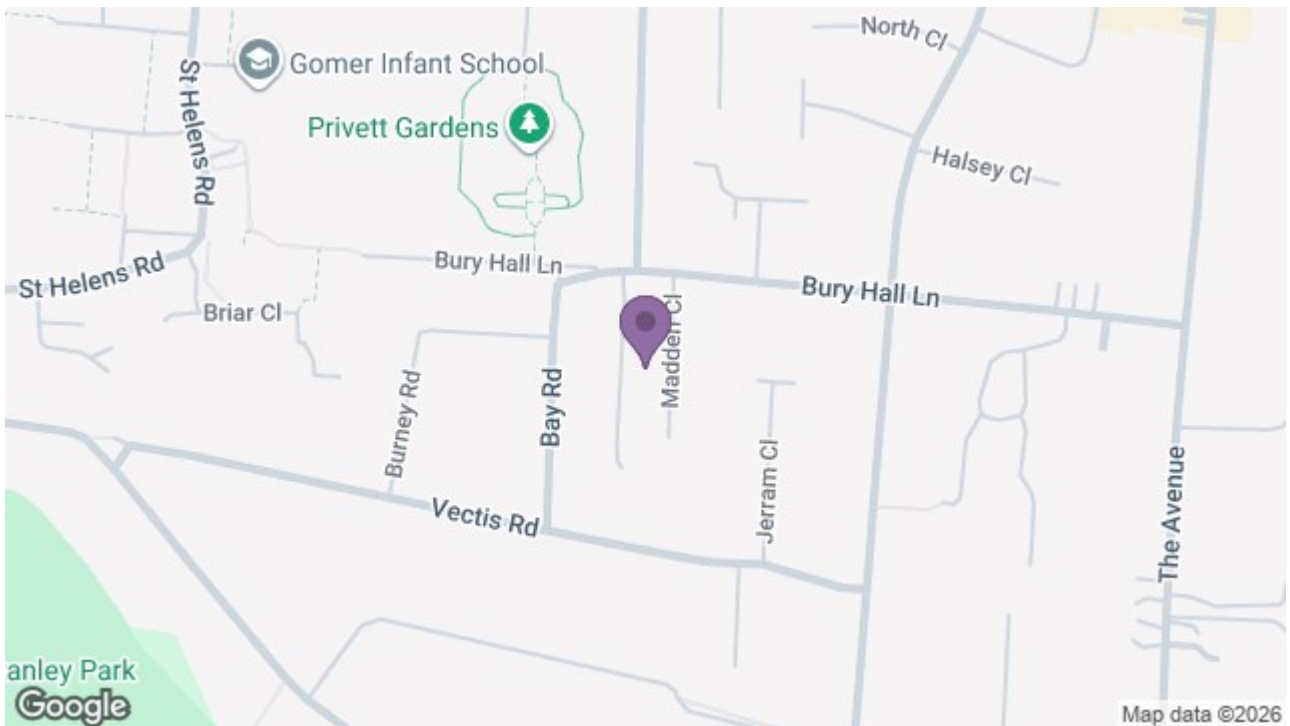 North Cl
Gomer Infant School
St Helens Rd
Privett Gardens
Halsey Cl
Bury Hall Ln
St Helens Rd
Bury Hall Ln
Briar Cl
Madden Cl
Burney Rd
Bay Rd
Jerram Cl
The Avenue
Vectis Rd
anley Park
Google
Map data ©2026